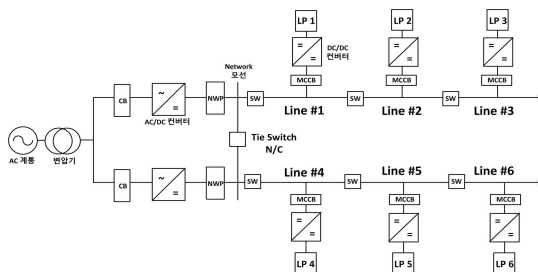 LP 1
LP 2
LP 3
DC/DC
컨버터
MCCB
MCCB
MCCB
Network
모선
CB
AC/DC 컨버터
NWP
SW
Line #1
SW
Line #2
SW
Line #3
AC 계통
변압기
Tie Switch
N/C
CB
NWP
SW
Line #4
SW
Line #5
SW
Line #6
MCCB
MCCB
MCCB
LP 4
LP 5
LP 6